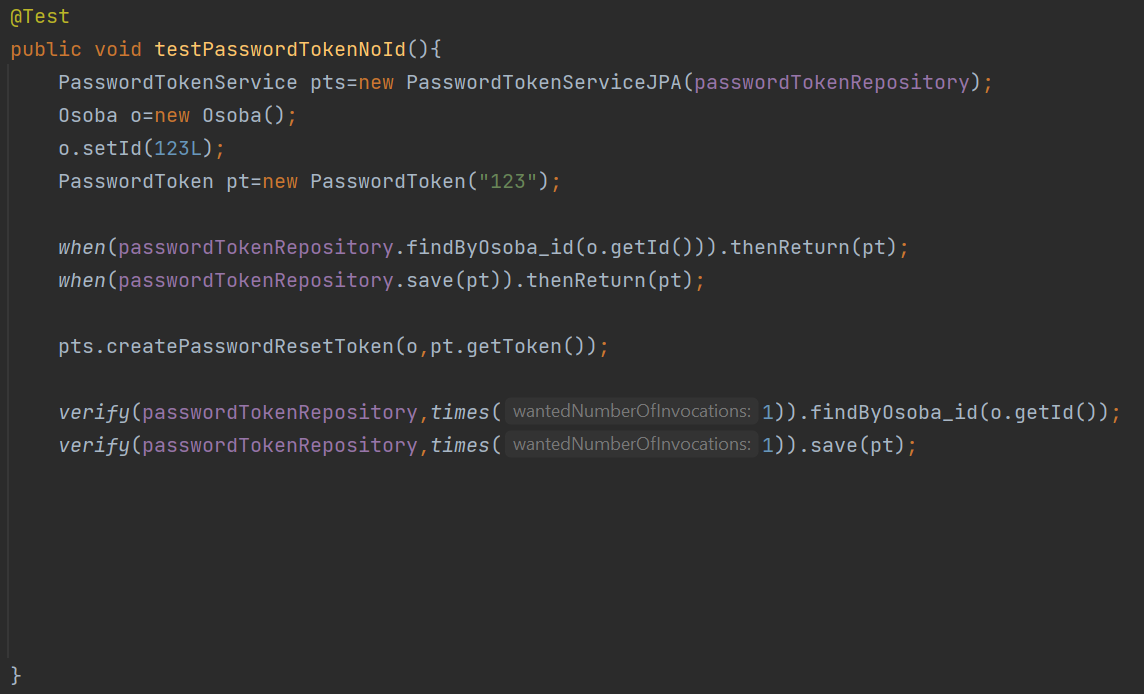 @Test
public void testPasswordTokenNoId(){
PasswordTokenService pts=new PasswordTokenServiceJPA(passwordTokenRepository);
Osoba o=new Osoba();
o.setId(123L);
PasswordToken pt=new PasswordToken("123");
when(passwordTokenRepository.findByOsoba_id(o.getId())).thenReturn(pt);
when(passwordTokenRepository.save(pt)).thenReturn(pt);
pts.createPasswordResetToken(o,pt.getToken());
verify(passwordTokenRepository,times( wantedNumberOfInvocations: 1)).findByOsoba_id(o.getId());
verify(passwordTokenRepository,times( wantedNumberOfInvocations: 1)).save(pt);
}